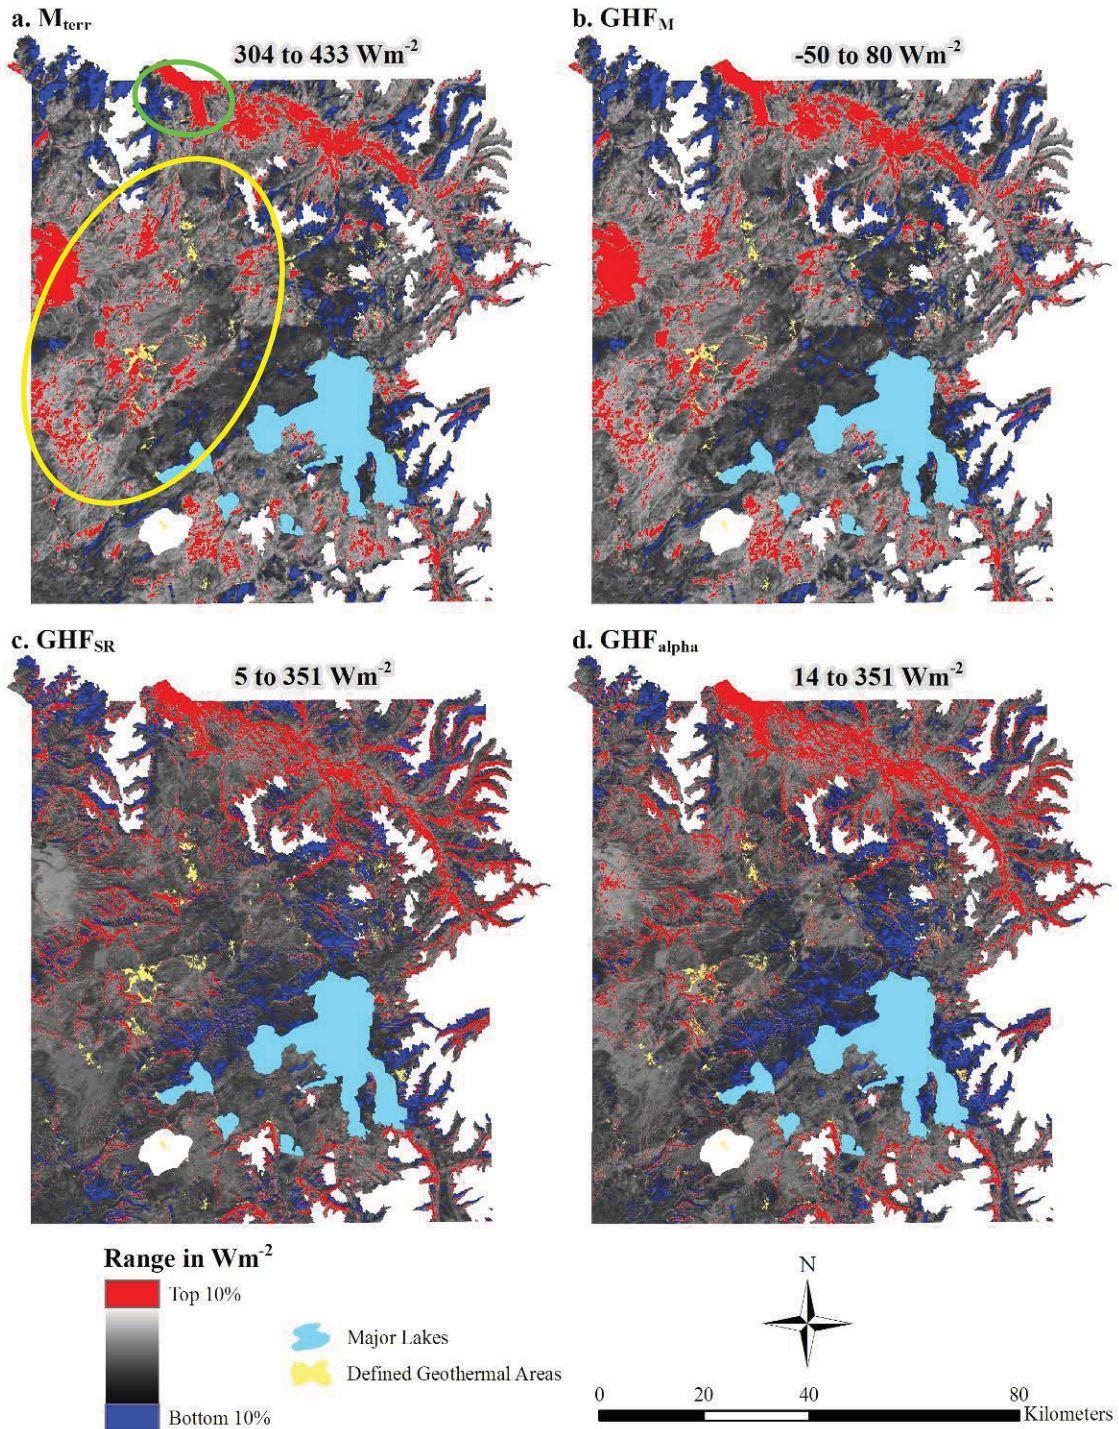 a. Mterr
b. GHFM
304 to 433 Wm-2
-50 to 80 Wm-2
c. GHFSR
d. GHFalpha
5 to 351 Wm-2
14 to 351 Wm-2
Range in Wm-2
Top 10%
Bottom 10%
Major Lakes
Defined Geothermal Areas
N
0 20 40 80
Kilometers